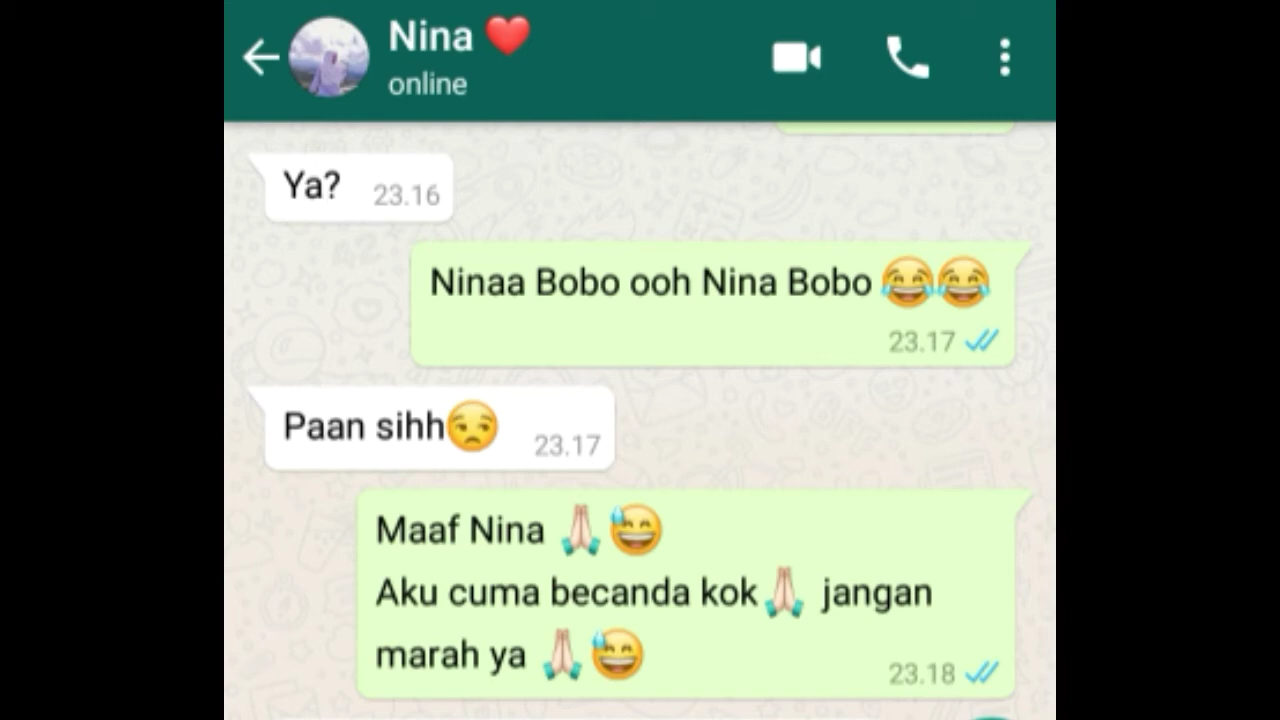 Nina ❤️
online
Ya? 23.16
Ninaa Bobo ooh Nina Bobo 😂😂
23.17
Paan sihh😒 23.17
Maaf Nina 🙏🏻😅
Aku cuma becanda kok🙏🏻 jangan
marah ya 🙏🏻😅 23.18